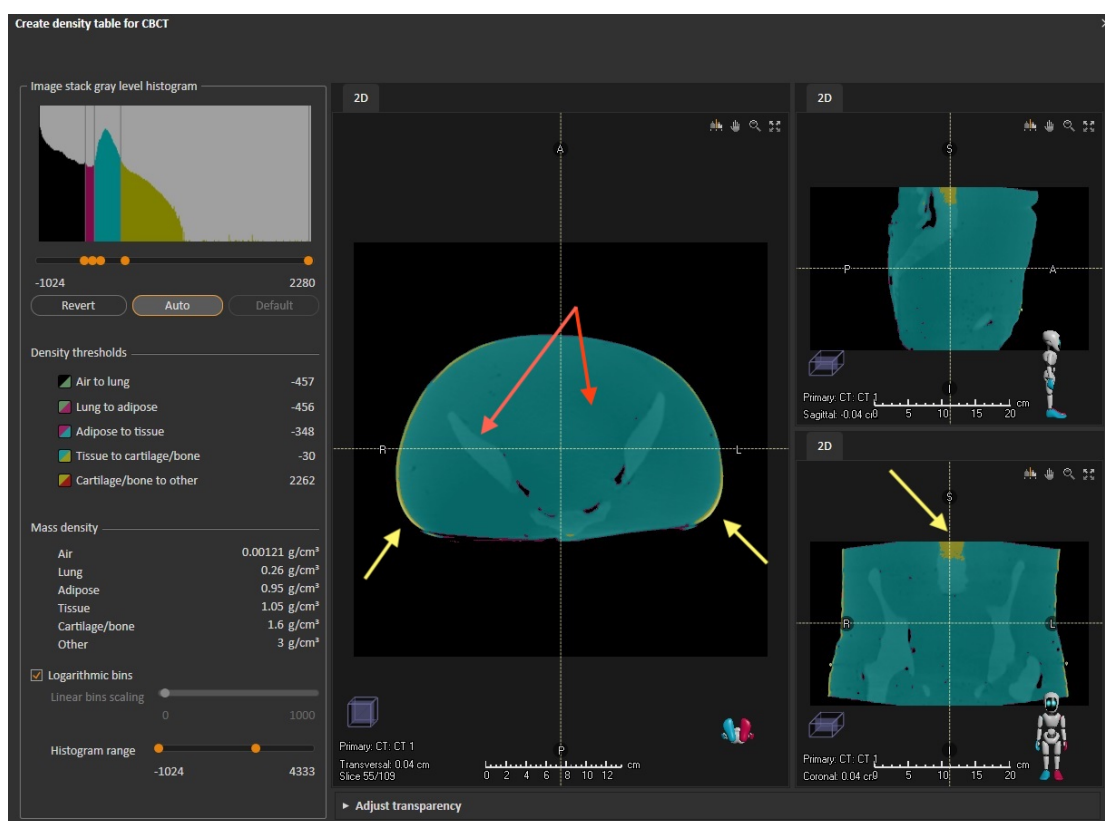 Create density table for CBCT
Image stack gray level histogram
-1024 2280
Revert Auto Default
Density thresholds
Air to lung -457
Lung to adipose -456
Adipose to tissue -348
Tissue to cartilage/bone -30
Cartilage/bone to other 2262
Mass density
Air 0.00121 g/cm³
Lung 0.26 g/cm³
Adipose 0.95 g/cm³
Tissue 1.05 g/cm³
Cartilage/bone 1.6 g/cm³
Other 3 g/cm³
Logarithmic bins
Linear bins scaling
0 1000
Histogram range
-1024 4333
2D
A
R L
P
Primary: CT: CT 1
Transversal: 0.04 cm
Slice 55/109
cm
0 2 4 6 8 10 12
Adjust transparency
2D
S
P A
I
Primary: CT: CT 1
cm
Sagittal: -0.04 cm
0 5 10 15 20
2D
S
R L
I
Primary: CT: CT 1
cm
Coronal: 0.04 cm
0 5 10 15 20